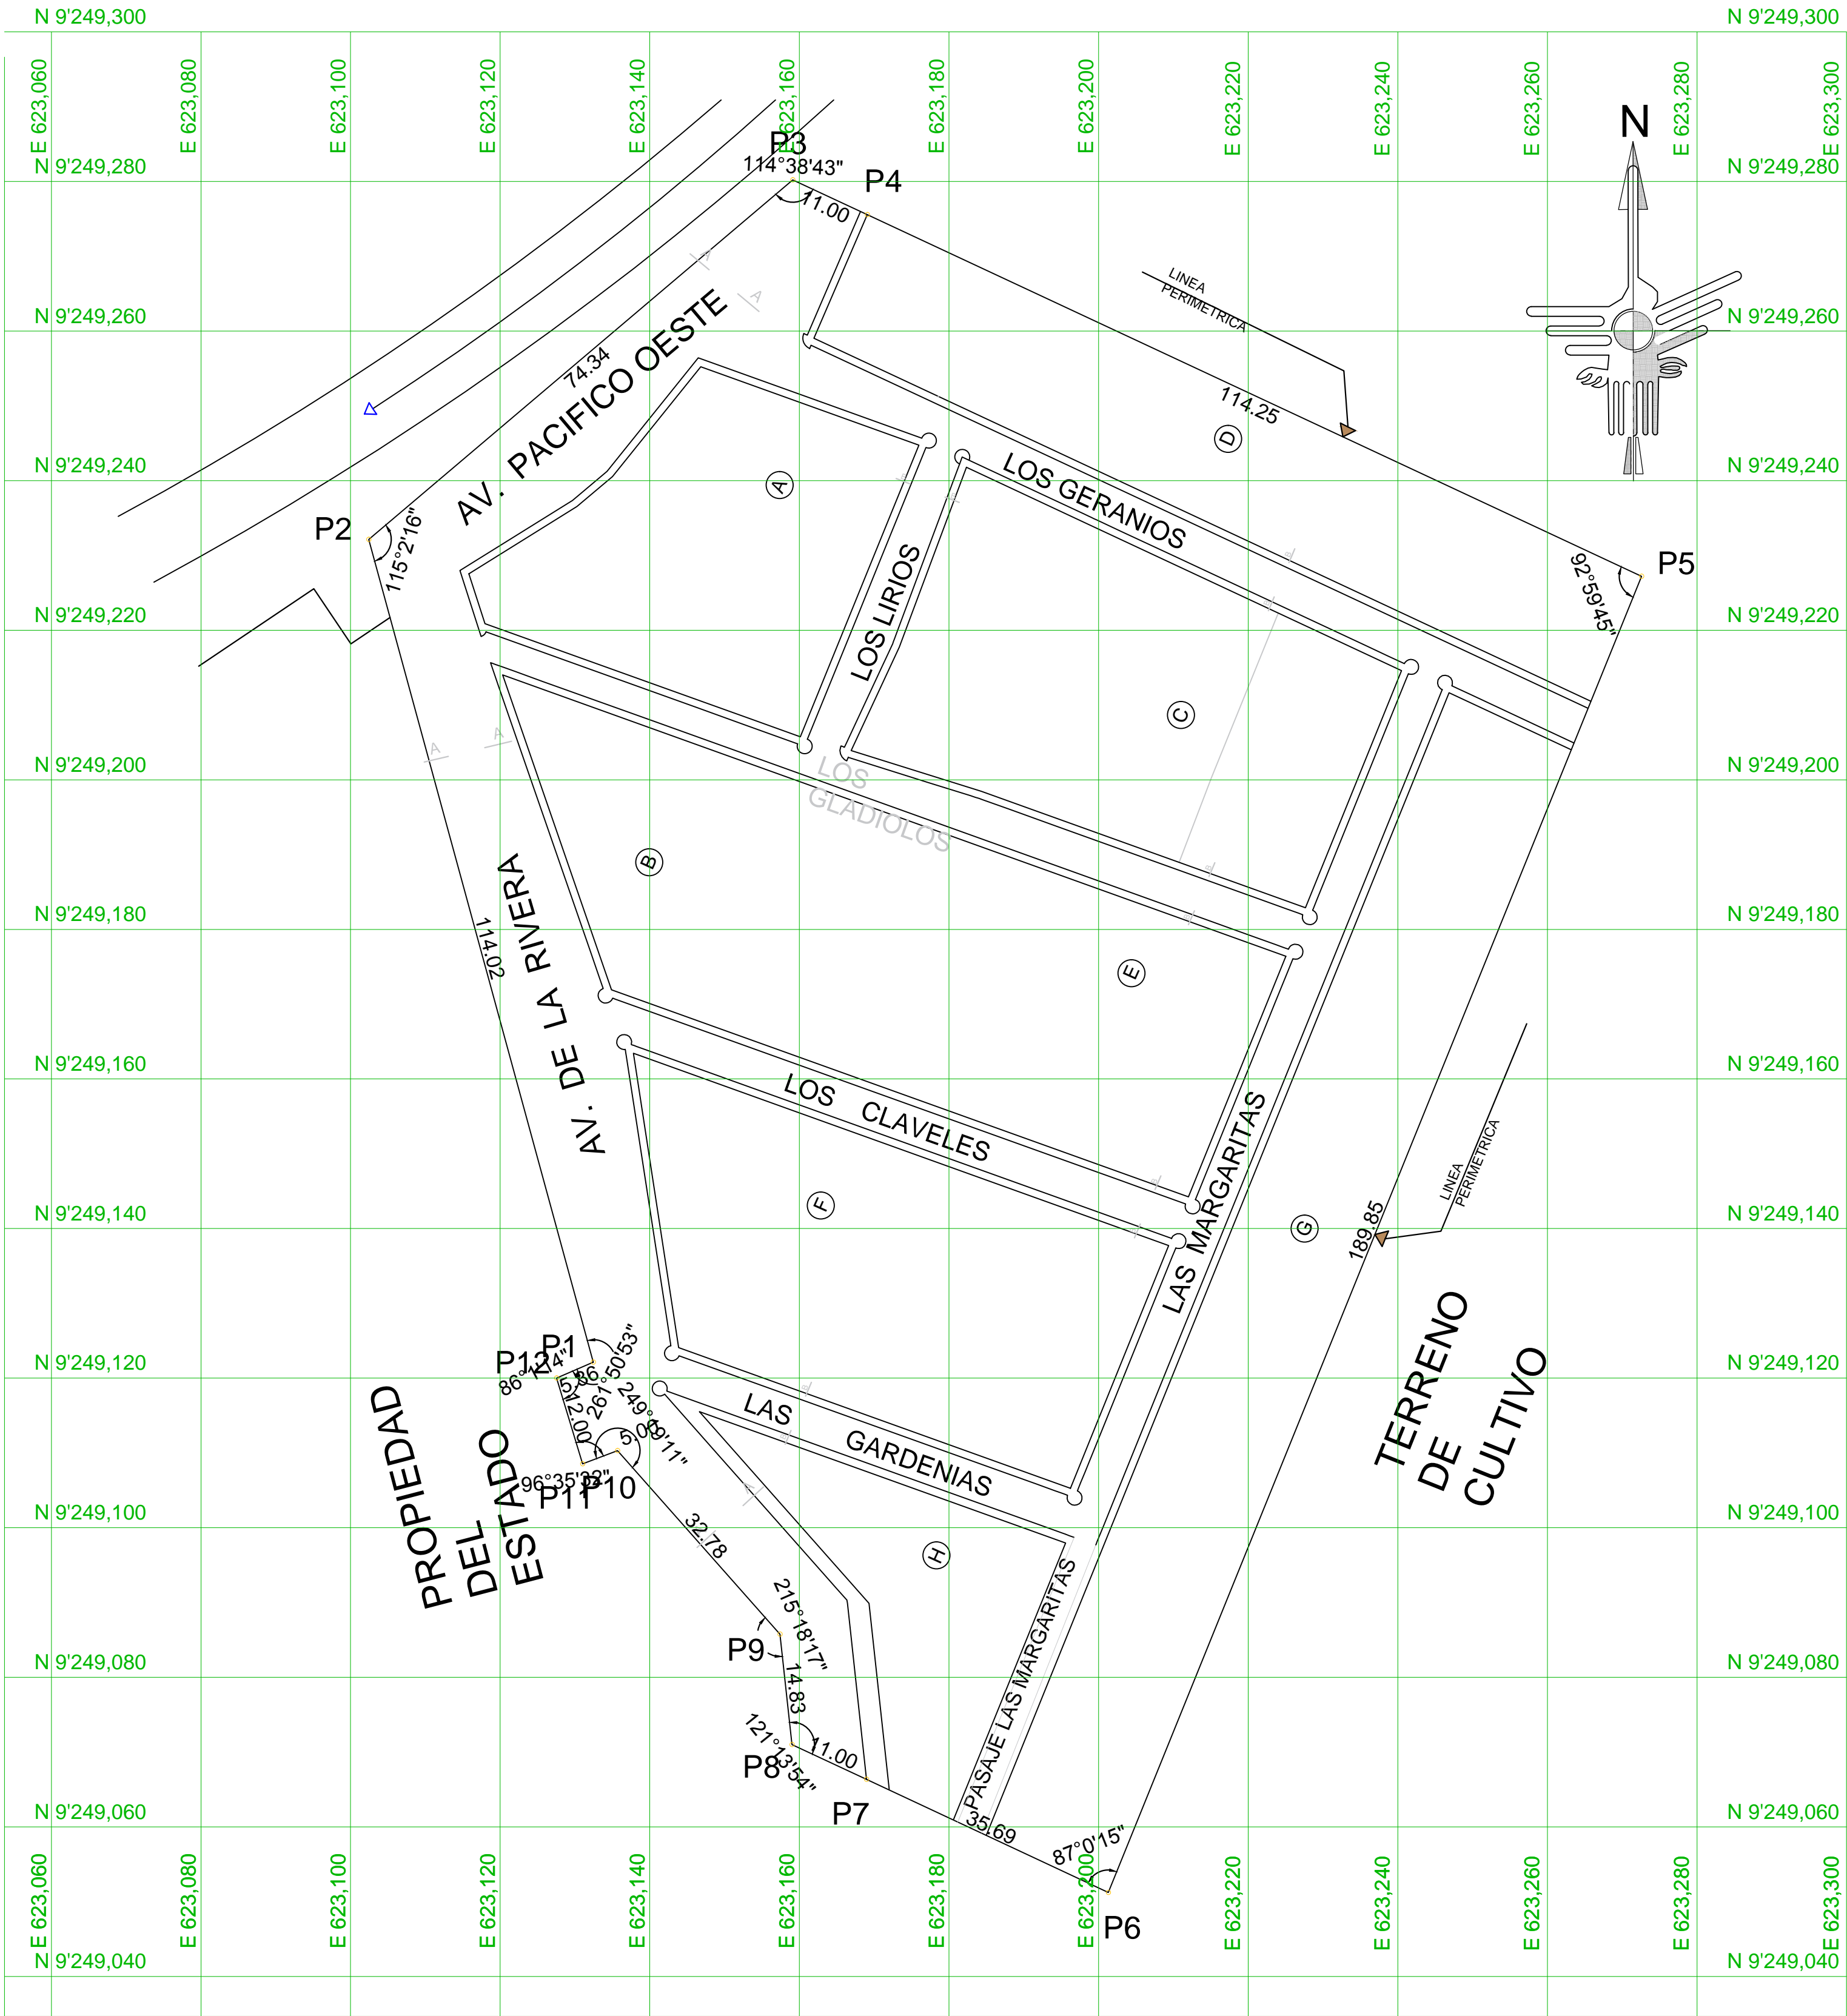 N 9'249,300
N 9'249,300
E 623,060
E 623,080
E 623,100
E 623,120
E 623,140
E 623,160
E 623,180
E 623,200
E 623,220
E 623,240
E 623,260
E 623,280
E 623,300
N
P3
114°38'43"
N 9'249,280
N 9'249,280
P4
11.00
A
A
LINEA
PERIMETRICA
N 9'249,260
N 9'249,260
74.34
AV. PACIFICO OESTE
114.25
D
N 9'249,240
N 9'249,240
A
LOS GERANIOS
P2
115°2'16"
P5
92°59'45"
LOS LIRIOS
N 9'249,220
N 9'249,220
C
A
A
N 9'249,200
N 9'249,200
LOS
GLADIOLOS
B
N 9'249,180
N 9'249,180
114.02
AV. DE LA RIVERA
E
N 9'249,160
N 9'249,160
LOS CLAVELES
LAS MARGARITAS
LINEA
PERIMETRICA
F
G
189.85
N 9'249,140
N 9'249,140
P1
P12
261°50'53"
N 9'249,120
N 9'249,120
12.00
249°49'11"
96°35'32"
P11
P10
PROPIEDAD
DEL
ESTADO
LAS GARDENIAS
TERRENO
DE
CULTIVO
N 9'249,100
N 9'249,100
32.78
H
215°18'17"
P9
14.83
PASAJE LAS MARGARITAS
N 9'249,080
N 9'249,080
121°13'54"
P8
11.00
P7
N 9'249,060
N 9'249,060
35.69
87°0'15"
P6
E 623,060
E 623,080
E 623,100
E 623,120
E 623,140
E 623,160
E 623,180
E 623,200
E 623,220
E 623,240
E 623,260
E 623,280
E 623,300
N 9'249,040
N 9'249,040